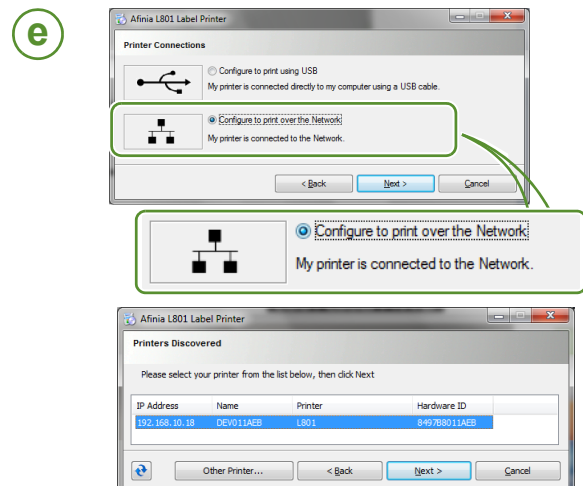 e
Afinia L801 Label Printer
Printer Connections
Configure to print using USB
My printer is connected directly to my computer using a USB cable.
Configure to print over the Network
My printer is connected to the Network.
< Back Next > Cancel
Configure to print over the Network
My printer is connected to the Network.
Afinia L801 Label Printer
Printers Discovered
Please select your printer from the list below, then click Next
IP Address Name Printer Hardware ID
192.168.10.18 DEV011AEB L801 8497B8011AEB
Other Printer... < Back Next > Cancel